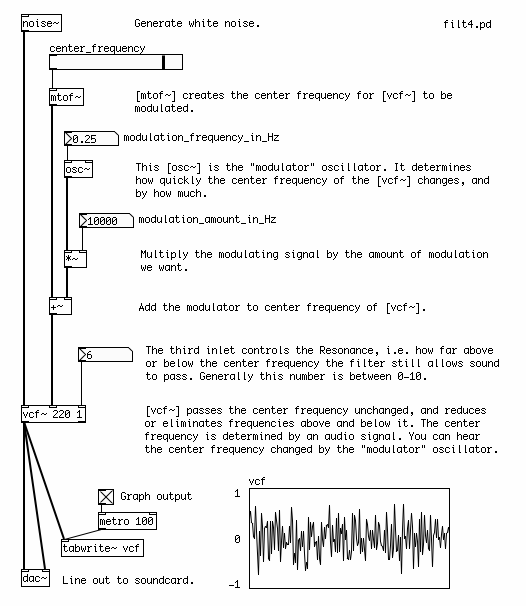 noise~
Generate white noise.
filt4.pd
center_frequency
mtof~
[mtof~] creates the center frequency for [vcf~] to be
modulated.
0.25
modulation_frequency_in_Hz
osc~
This [osc~] is the "modulator" oscillator. It determines
how quickly the center frequency of the [vcf~] changes, and
by how much.
10000
modulation_amount_in_Hz
*~
Multiply the modulating signal by the amount of modulation
we want.
+~
Add the modulator to center frequency of [vcf~].
6
The third inlet controls the Resonance, i.e. how far above
or below the center frequency the filter still allows sound
to pass. Generally this number is between 0-10.
vcf~ 220 1
[vcf~] passes the center frequency unchanged, and reduces
or eliminates frequencies above and below it. The center
frequency is determined by an audio signal. You can hear
the center frequency changed by the "modulator" oscillator.
Graph output
metro 100
tabwrite~ vcf
vcf
1
0
-1
dac~
Line out to soundcard.